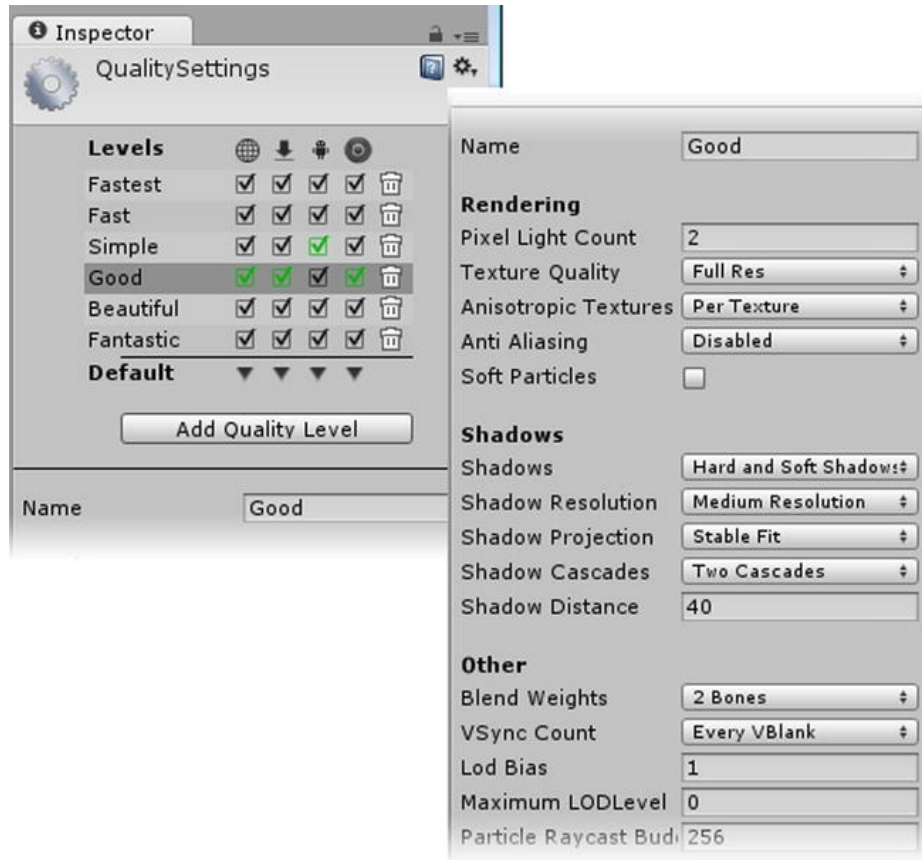 Inspector
QualitySettings
Levels
Fastest
Fast
Simple
Good
Beautiful
Fantastic
Default
Add Quality Level
Name Good
Name Good
Rendering
Pixel Light Count 2
Texture Quality Full Res
Anisotropic Textures Per Texture
Anti Aliasing Disabled
Soft Particles
Shadows
Shadows Hard and Soft Shadows
Shadow Resolution Medium Resolution
Shadow Projection Stable Fit
Shadow Cascades Two Cascades
Shadow Distance 40
Other
Blend Weights 2 Bones
VSync Count Every VBlank
Lod Bias 1
Maximum LODLevel 0
Particle Raycast Bud 256